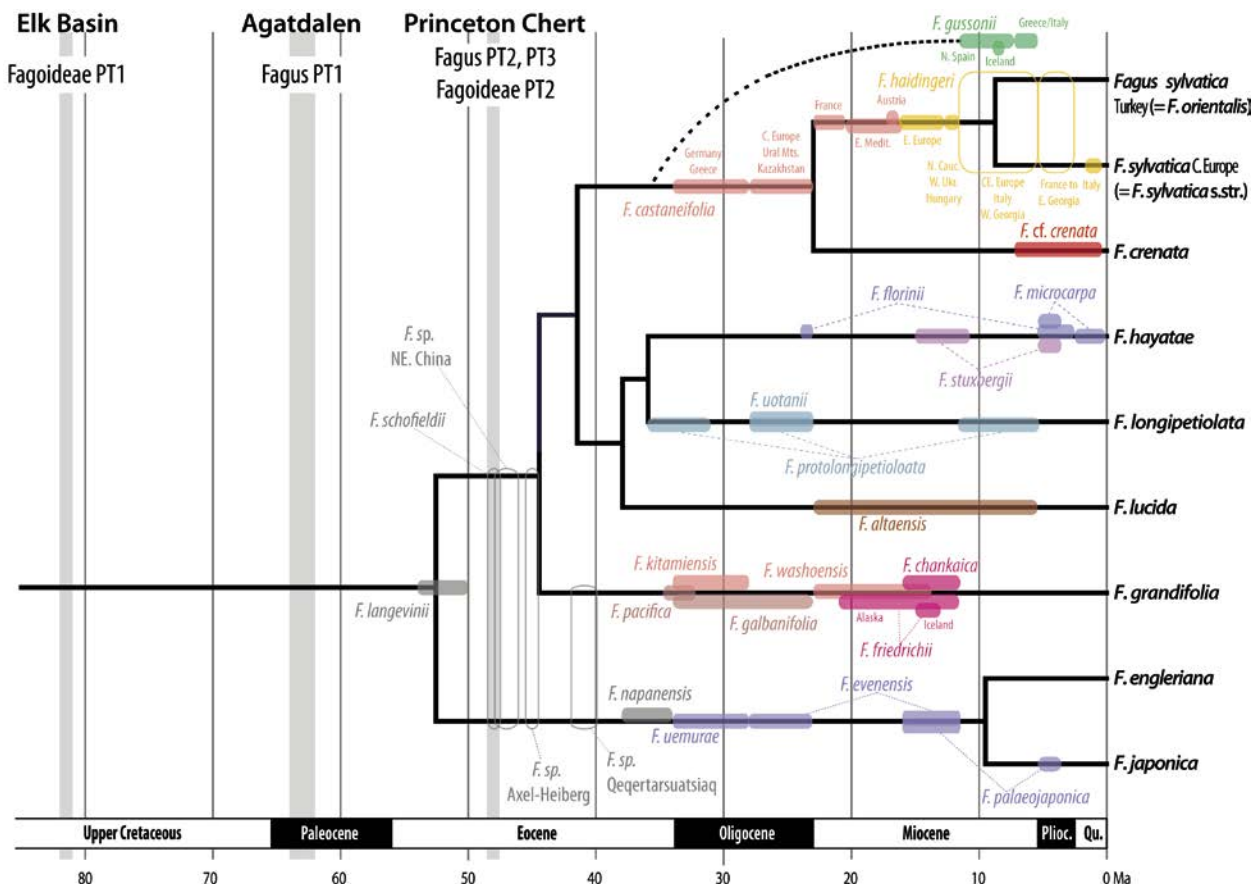 Elk Basin
Fagoideae PT1
Agatdalen
Fagus PT1
Princeton Chert
Fagus PT2, PT3
Fagoideae PT2
F. gussonii
Greece/Italy
N. Spain
Iceland
F. haidingeri
Fagus sylvatica
Turkey (= F. orientalis)
France
Austria
E. Medit.
E. Europe
Germany
Greece
C. Europe
Ural Mts.
Kazakhstan
F. castaneifolia
N. Cauc.
W. Ukr.
Hungary
CE. Europe
Italy
W. Georgia
France to
E. Georgia
Italy
F. sylvatica C. Europe
(= F. sylvatica s.str.)
F. cf. crenata
F. crenata
F. florinii
F. microcarpa
F. hayatae
F. stuxbergii
F. sp.
NE. China
F. schofieldii
F. uotanii
F. longipetiolata
F. protolongipetioloata
F. lucida
F. altaensis
F. langevinii
F. kitamiensis
F. washoensis
F. chankaica
F. grandifolia
F. pacifica
F. galbanifolia
Alaska
Iceland
F. friedrichii
F. engleriana
F. napanensis
F. evenensis
F. uemurae
F. sp.
Axel-Heiberg
F. sp.
Qeqertarsuatsiaq
F. japonica
F. palaeojaponica
Upper Cretaceous
Paleocene
Eocene
Oligocene
Miocene
Plioc.
Qu.
80
70
60
50
40
30
20
10
0 Ma